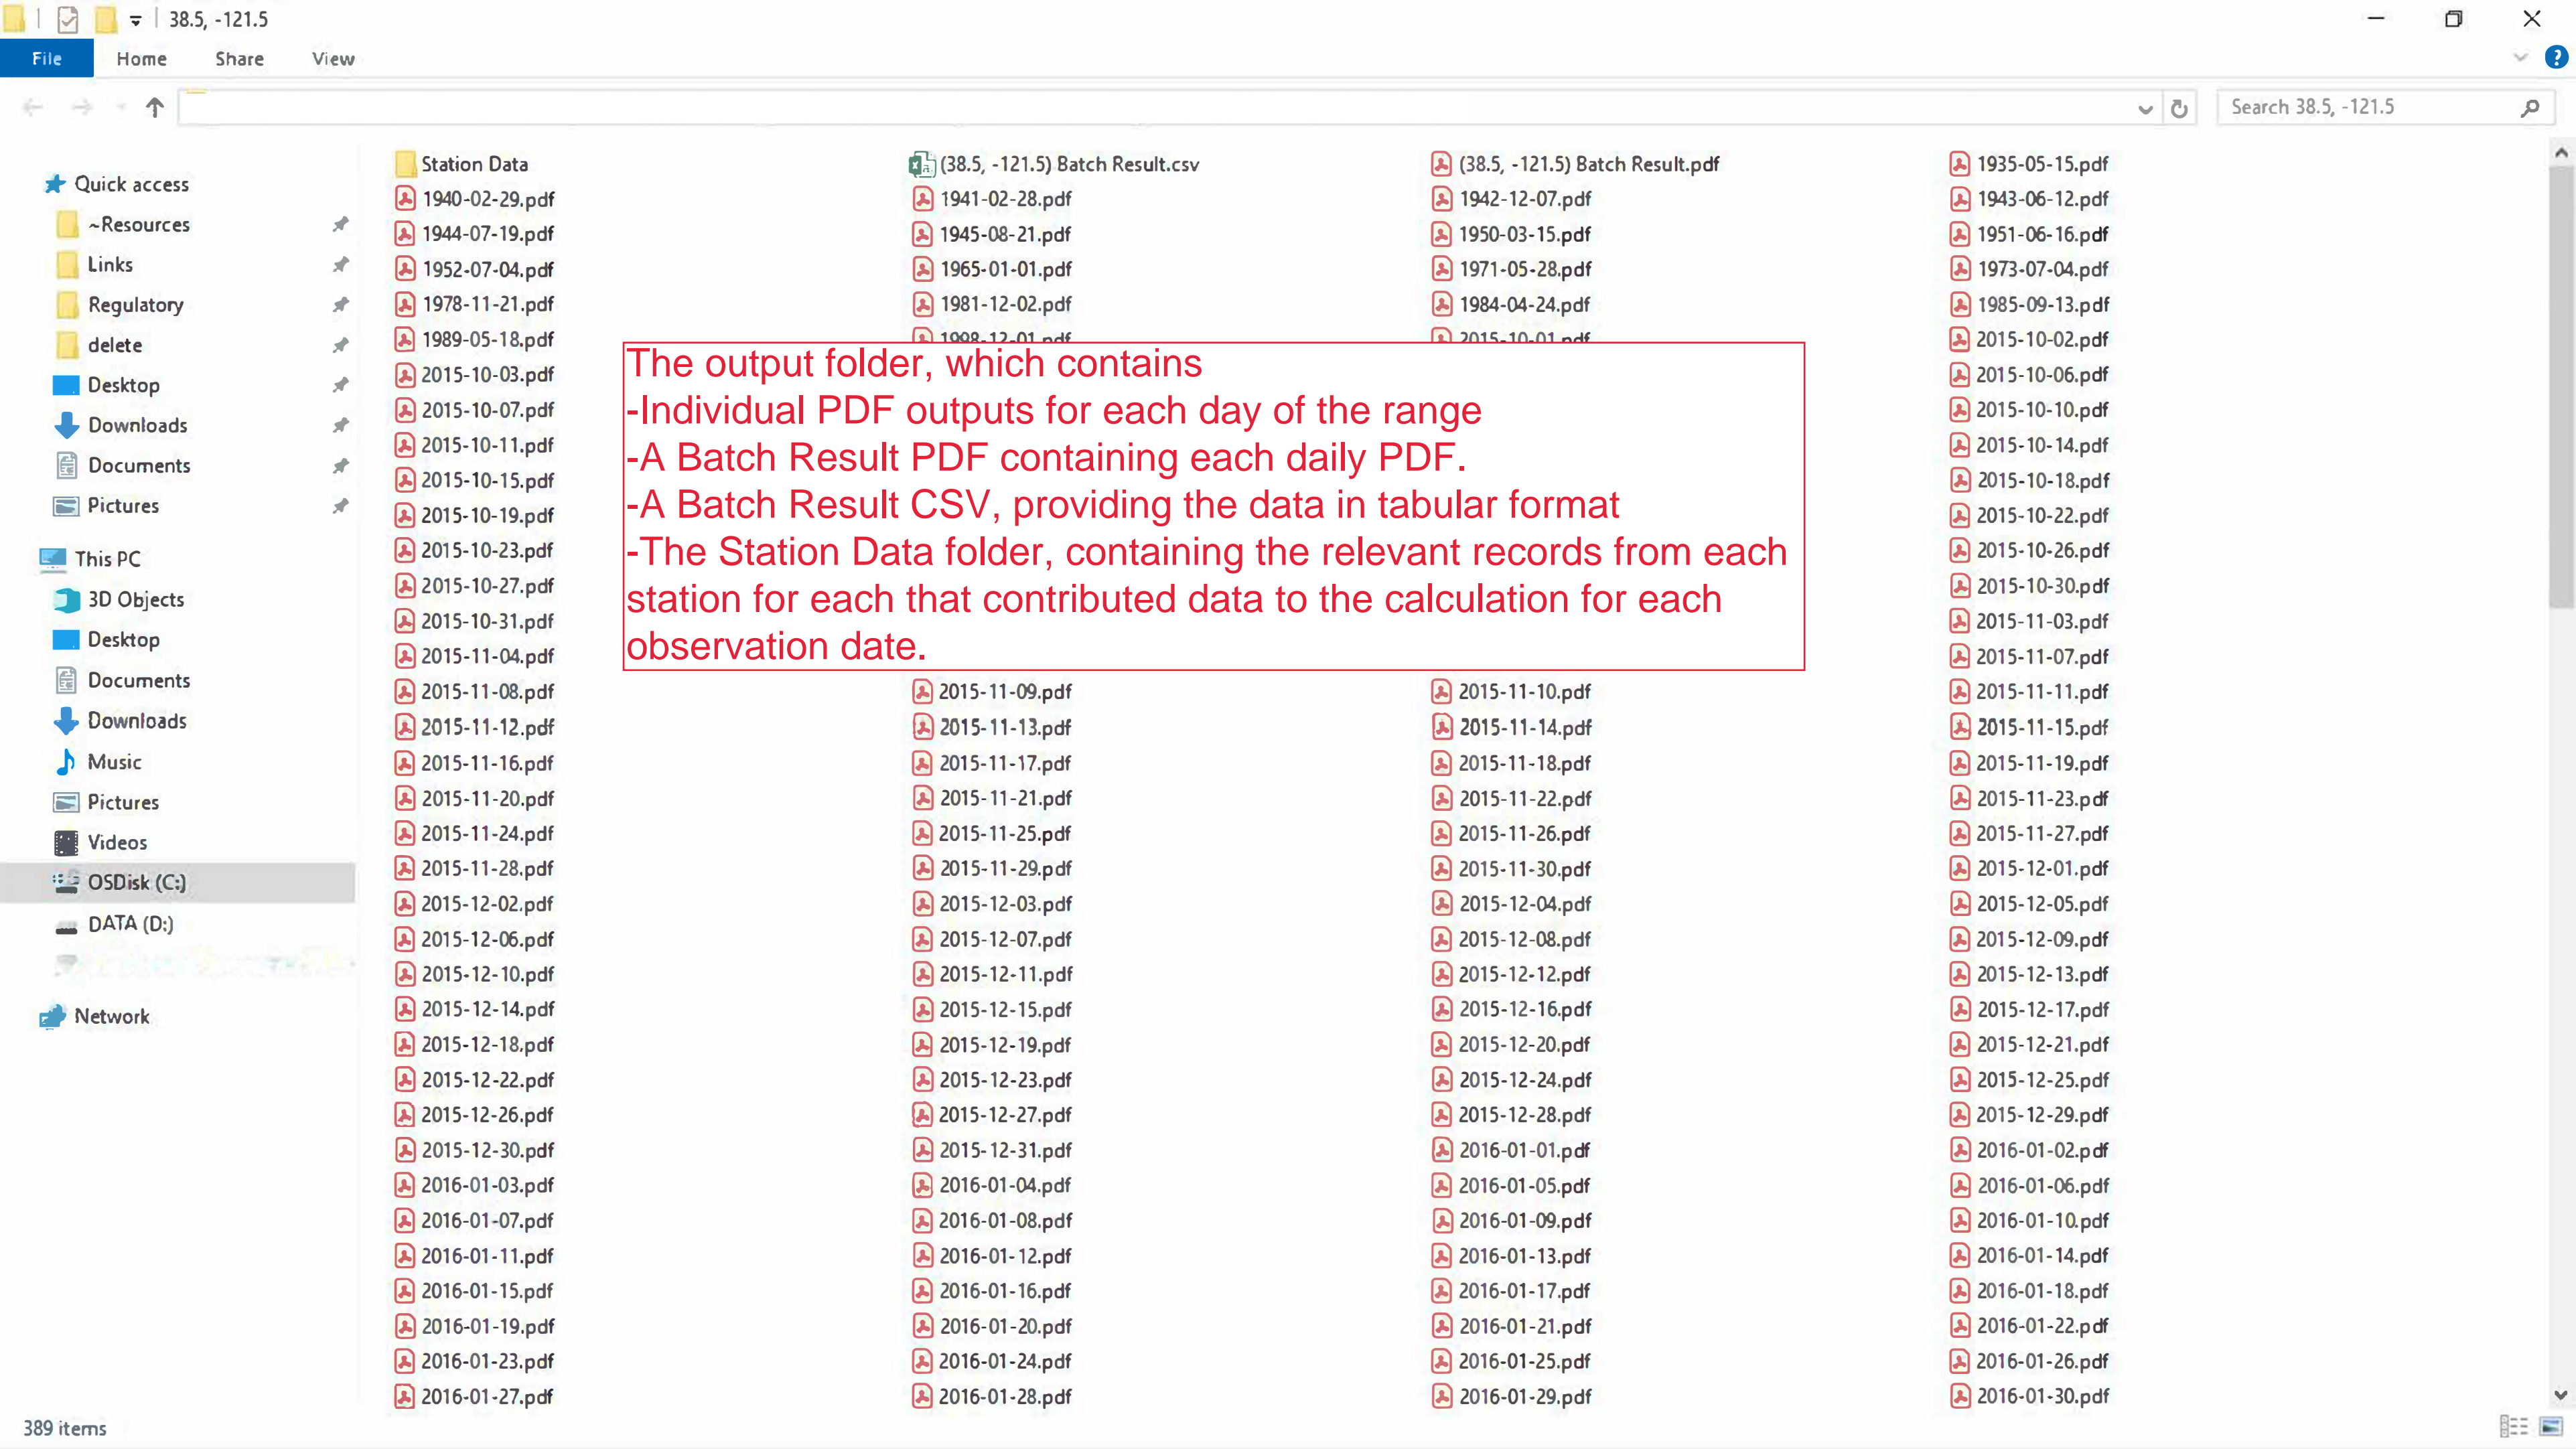 38.5, -121.5
File Home Share View
Search 38.5, -121.5
Quick access
~Resources
Links
Regulatory
delete
Desktop
Downloads
Documents
Pictures
This PC
3D Objects
Desktop
Documents
Downloads
Music
Pictures
Videos
OSDisk (C:)
DATA (D:)
Network
Station Data (38.5, -121.5) Batch Result.csv (38.5, -121.5) Batch Result.pdf 1935-05-15.pdf
1940-02-29.pdf 1941-02-28.pdf 1942-12-07.pdf 1943-06-12.pdf
1944-07-19.pdf 1945-08-21.pdf 1950-03-15.pdf 1951-06-16.pdf
1952-07-04.pdf 1965-01-01.pdf 1971-05-28.pdf 1973-07-04.pdf
1978-11-21.pdf 1981-12-02.pdf 1984-04-24.pdf 1985-09-13.pdf
1989-05-18.pdf 1998-12-01.pdf 2015-10-01.pdf 2015-10-02.pdf
2015-10-03.pdf 2015-10-06.pdf
2015-10-07.pdf 2015-10-10.pdf
2015-10-11.pdf 2015-10-14.pdf
2015-10-15.pdf 2015-10-18.pdf
2015-10-19.pdf 2015-10-22.pdf
2015-10-23.pdf 2015-10-26.pdf
2015-10-27.pdf 2015-10-30.pdf
2015-10-31.pdf 2015-11-03.pdf
2015-11-04.pdf 2015-11-07.pdf
The output folder, which contains
-Individual PDF outputs for each day of the range
-A Batch Result PDF containing each daily PDF.
-A Batch Result CSV, providing the data in tabular format
-The Station Data folder, containing the relevant records from each
station for each that contributed data to the calculation for each
observation date.
2015-11-08.pdf 2015-11-09.pdf 2015-11-10.pdf 2015-11-11.pdf
2015-11-12.pdf 2015-11-13.pdf 2015-11-14.pdf 2015-11-15.pdf
2015-11-16.pdf 2015-11-17.pdf 2015-11-18.pdf 2015-11-19.pdf
2015-11-20.pdf 2015-11-21.pdf 2015-11-22.pdf 2015-11-23.pdf
2015-11-24.pdf 2015-11-25.pdf 2015-11-26.pdf 2015-11-27.pdf
2015-11-28.pdf 2015-11-29.pdf 2015-11-30.pdf 2015-12-01.pdf
2015-12-02.pdf 2015-12-03.pdf 2015-12-04.pdf 2015-12-05.pdf
2015-12-06.pdf 2015-12-07.pdf 2015-12-08.pdf 2015-12-09.pdf
2015-12-10.pdf 2015-12-11.pdf 2015-12-12.pdf 2015-12-13.pdf
2015-12-14.pdf 2015-12-15.pdf 2015-12-16.pdf 2015-12-17.pdf
2015-12-18.pdf 2015-12-19.pdf 2015-12-20.pdf 2015-12-21.pdf
2015-12-22.pdf 2015-12-23.pdf 2015-12-24.pdf 2015-12-25.pdf
2015-12-26.pdf 2015-12-27.pdf 2015-12-28.pdf 2015-12-29.pdf
2015-12-30.pdf 2015-12-31.pdf 2016-01-01.pdf 2016-01-02.pdf
2016-01-03.pdf 2016-01-04.pdf 2016-01-05.pdf 2016-01-06.pdf
2016-01-07.pdf 2016-01-08.pdf 2016-01-09.pdf 2016-01-10.pdf
2016-01-11.pdf 2016-01-12.pdf 2016-01-13.pdf 2016-01-14.pdf
2016-01-15.pdf 2016-01-16.pdf 2016-01-17.pdf 2016-01-18.pdf
2016-01-19.pdf 2016-01-20.pdf 2016-01-21.pdf 2016-01-22.pdf
2016-01-23.pdf 2016-01-24.pdf 2016-01-25.pdf 2016-01-26.pdf
2016-01-27.pdf 2016-01-28.pdf 2016-01-29.pdf 2016-01-30.pdf
389 items